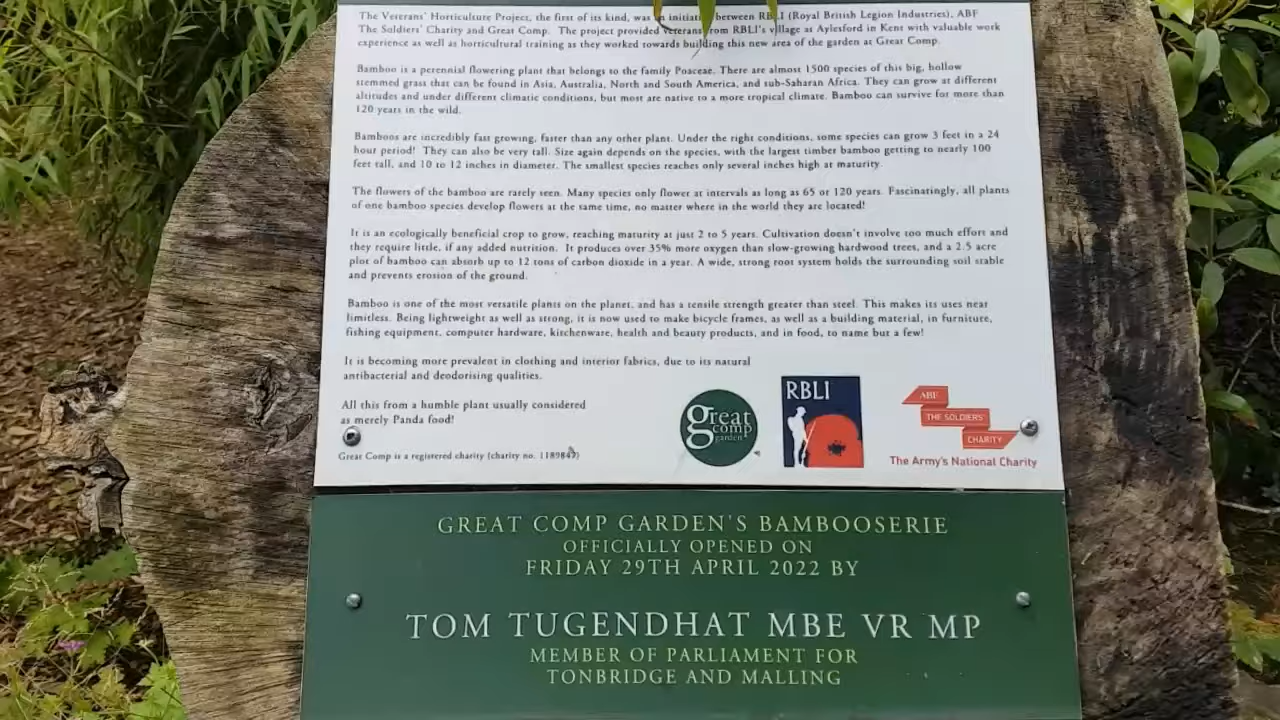 The Veterans' Horticulture Project, the first of its kind, was an initiative between RBLI (Royal British Legion Industries), ABF
The Soldiers' Charity and Great Comp. The project provided veterans from RBLI's village at Aylesford in Kent with valuable work
experience as well as horticultural training as they worked towards building this new area of the garden at Great Comp.
Bamboo is a perennial flowering plant that belongs to the family Poaceae. There are almost 1500 species of this big, hollow
stemmed grass that can be found in Asia, Australia, North and South America, and sub-Saharan Africa. They can grow at different
altitudes and under different climatic conditions, but most are native to a more tropical climate. Bamboo can survive for more than
120 years in the wild.
Bamboos are incredibly fast growing, faster than any other plant. Under the right conditions, some species can grow 3 feet in a 24
hour period! They can also be very tall. Size again depends on the species, with the largest timber bamboo getting to nearly 100
feet tall, and 10 to 12 inches in diameter. The smallest species reaches only several inches high at maturity.
The flowers of the bamboo are rarely seen. Many species only flower at intervals as long as 65 or 120 years. Fascinatingly, all plants
of one bamboo species develop flowers at the same time, no matter where in the world they are located!
It is an ecologically beneficial crop to grow, reaching maturity at just 2 to 5 years. Cultivation doesn't involve too much effort and
they require little, if any added nutrition. It produces over 35% more oxygen than slow-growing hardwood trees, and a 2.5 acre
plot of bamboo can absorb up to 12 tons of carbon dioxide in a year. A wide, strong root system holds the surrounding soil stable
and prevents erosion of the ground.
Bamboo is one of the most versatile plants on the planet, and has a tensile strength greater than steel. This makes its uses near
limitless. Being lightweight as well as strong, it is now used to make bicycle frames, as well as a building material, in furniture,
fishing equipment, computer hardware, kitchenware, health and beauty products, and in food, to name but a few!
It is becoming more prevalent in clothing and interior fabrics, due to its natural
antibacterial and deodorising qualities.
All this from a humble plant usually considered
as merely Panda food!
Great Comp is a registered charity (charity no. 1189847)
great
comp
garden
RBLI
ABF
THE SOLDIERS'
CHARITY
The Army's National Charity
GREAT COMP GARDEN'S BAMBOOSERIE
OFFICIALLY OPENED ON
FRIDAY 29TH APRIL 2022 BY
TOM TUGENDHAT MBE VR MP
MEMBER OF PARLIAMENT FOR
TONBRIDGE AND MALLING